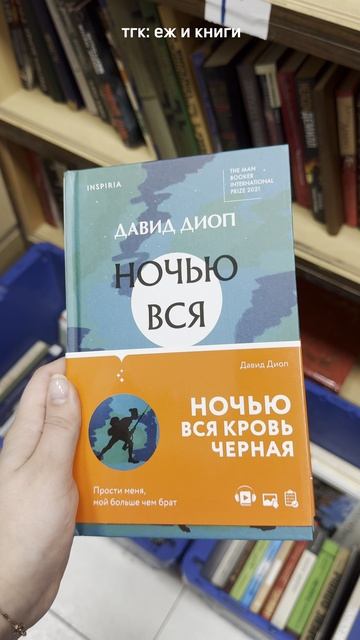 тгк: еж и книги
INSPIRIA
THE MAN
BOOKER
INTERNATIONAL
PRIZE 2021
ДАВИД ДИОП
НОЧЬЮ
ВСЯ
Давид Диоп
НОЧЬЮ
ВСЯ КРОВЬ
ЧЕРНАЯ
Прости меня,
мой больше чем брат